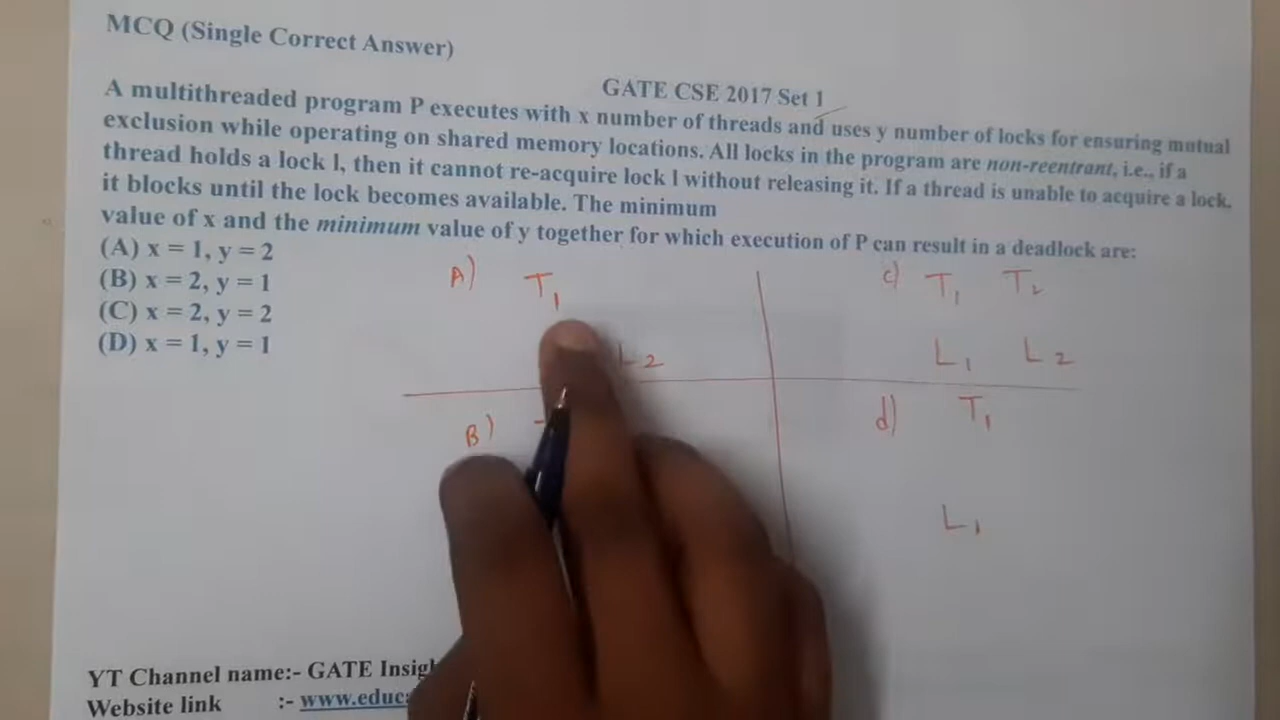 MCQ (Single Correct Answer)
GATE CSE 2017 Set 1
A multithreaded program P executes with x number of threads and uses y number of locks for ensuring mutual
exclusion while operating on shared memory locations. All locks in the program are non-reentrant, i.e., if a
thread holds a lock l, then it cannot re-acquire lock l without releasing it. If a thread is unable to acquire a lock,
it blocks until the lock becomes available. The minimum
value of x and the minimum value of y together for which execution of P can result in a deadlock are:
(A) x = 1, y = 2
(B) x = 2, y = 1
(C) x = 2, y = 2
(D) x = 1, y = 1
A) T1
L2
B)
c) T1 T2
L1 L2
d) T1
L1
YT Channel name:- GATE
Website link :-